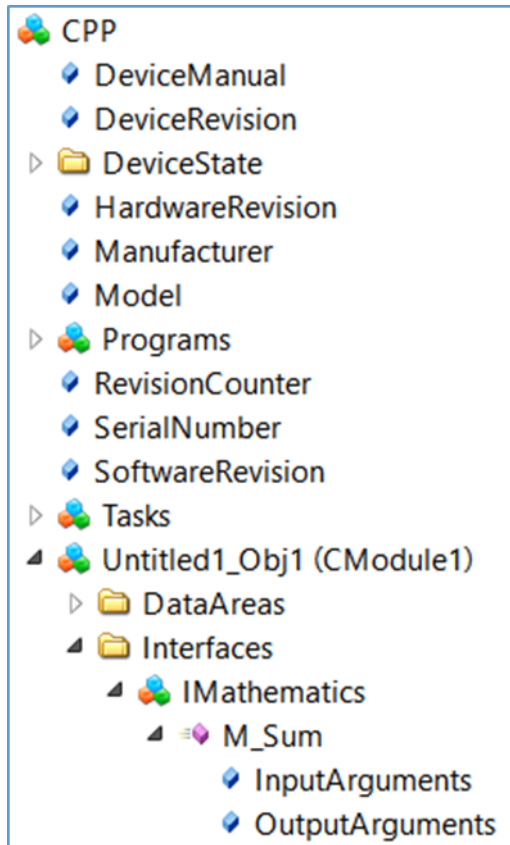 CPP
DeviceManual
DeviceRevision
DeviceState
HardwareRevision
Manufacturer
Model
Programs
RevisionCounter
SerialNumber
SoftwareRevision
Tasks
Untitled1_Obj1 (CModule1)
DataAreas
Interfaces
IMathematics
M_Sum
InputArguments
OutputArguments